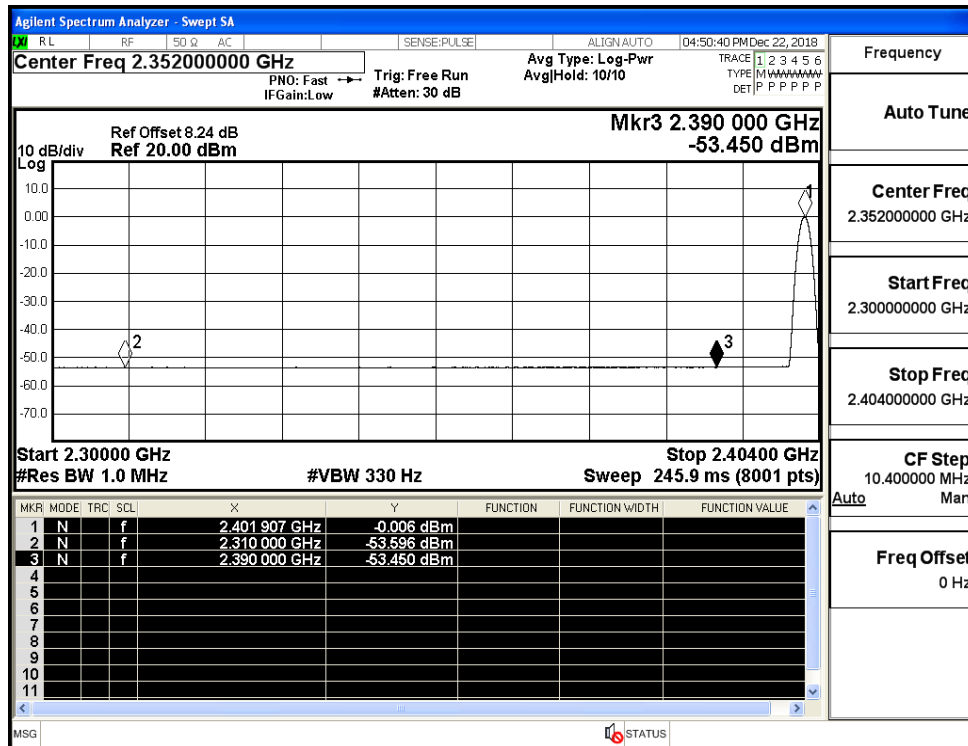 Agilent Spectrum Analyzer - Swept SA
LXI RL RF 50 Ω AC SENSE:PULSE ALIGN AUTO 04:50:40 PM Dec 22, 2018
Center Freq 2.352000000 GHz
PNO: Fast
IFGain:Low
Trig: Free Run
#Atten: 30 dB
Avg Type: Log-Pwr
Avg|Hold: 10/10
TRACE 1 2 3 4 5 6
TYPE M WWWWW
DET P P P P P P
Ref Offset 8.24 dB
10 dB/div Ref 20.00 dBm
Log
Mkr3 2.390 000 GHz
-53.450 dBm
10.0
0.00
-10.0
-20.0
-30.0
-40.0
-50.0
-60.0
-70.0
1
2
3
Start 2.30000 GHz Stop 2.40400 GHz
#Res BW 1.0 MHz #VBW 330 Hz Sweep 245.9 ms (8001 pts)
MKR MODE TRC SCL X Y FUNCTION FUNCTION WIDTH FUNCTION VALUE
1 N f 2.401 907 GHz -0.006 dBm
2 N f 2.310 000 GHz -53.596 dBm
3 N f 2.390 000 GHz -53.450 dBm
4
5
6
7
8
9
10
11
MSG STATUS
Frequency
Auto Tune
Center Freq
2.352000000 GHz
Start Freq
2.300000000 GHz
Stop Freq
2.404000000 GHz
CF Step
10.400000 MHz
Auto Man
Freq Offset
0 Hz